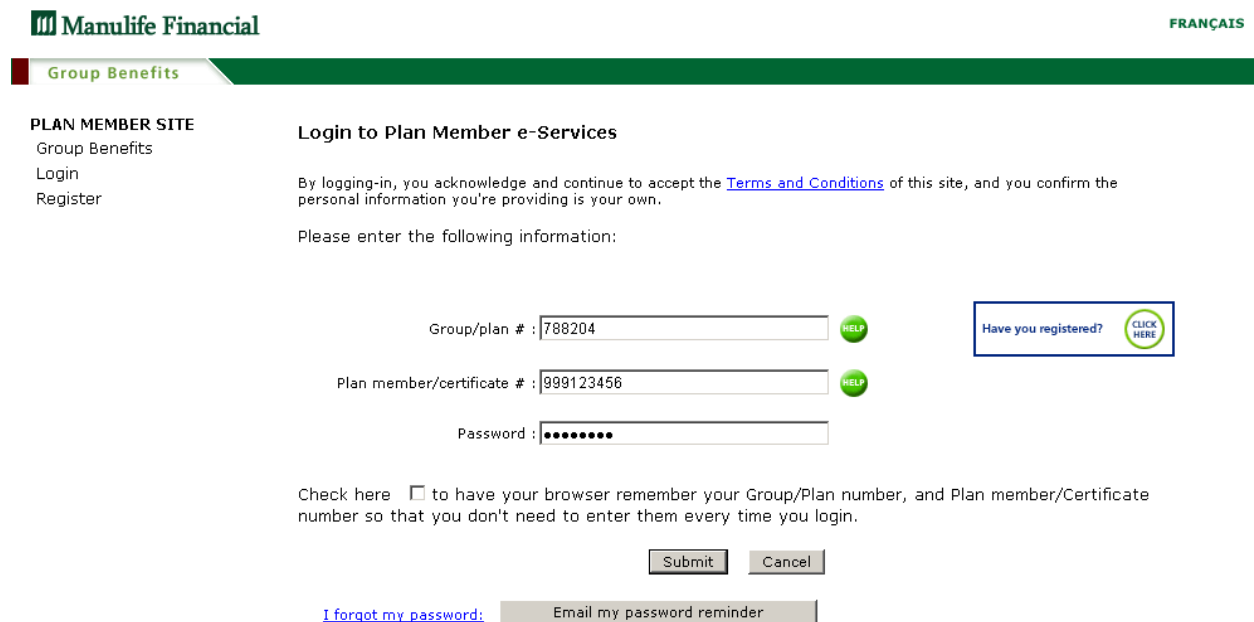 Manulife Financial
FRANÇAIS
Group Benefits
PLAN MEMBER SITE
Group Benefits
Login
Register
Login to Plan Member e-Services
By logging-in, you acknowledge and continue to accept the Terms and Conditions of this site, and you confirm the
personal information you're providing is your own.
Please enter the following information:
Group/plan # : 788204 HELP
Have you registered? CLICK HERE
Plan member/certificate # : 999123456 HELP
Password : ●●●●●●●●
Check here to have your browser remember your Group/Plan number, and Plan member/Certificate
number so that you don't need to enter them every time you login.
Submit Cancel
I forgot my password: Email my password reminder